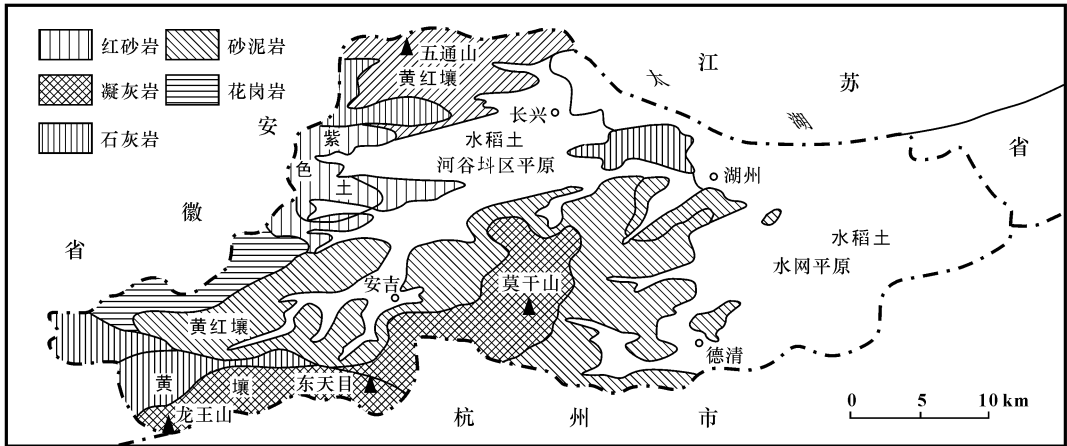 红砂岩
砂泥岩
凝灰岩
花岗岩
石灰岩
五通山
黄红壤
太湖
江苏省
安徽省
长兴
紫色土
水稻土
河谷圤区平原
湖州
水稻土
水网平原
安吉
莫干山
黄红壤
德清
黄壤
东天目
龙王山
杭州市
0 5 10 km